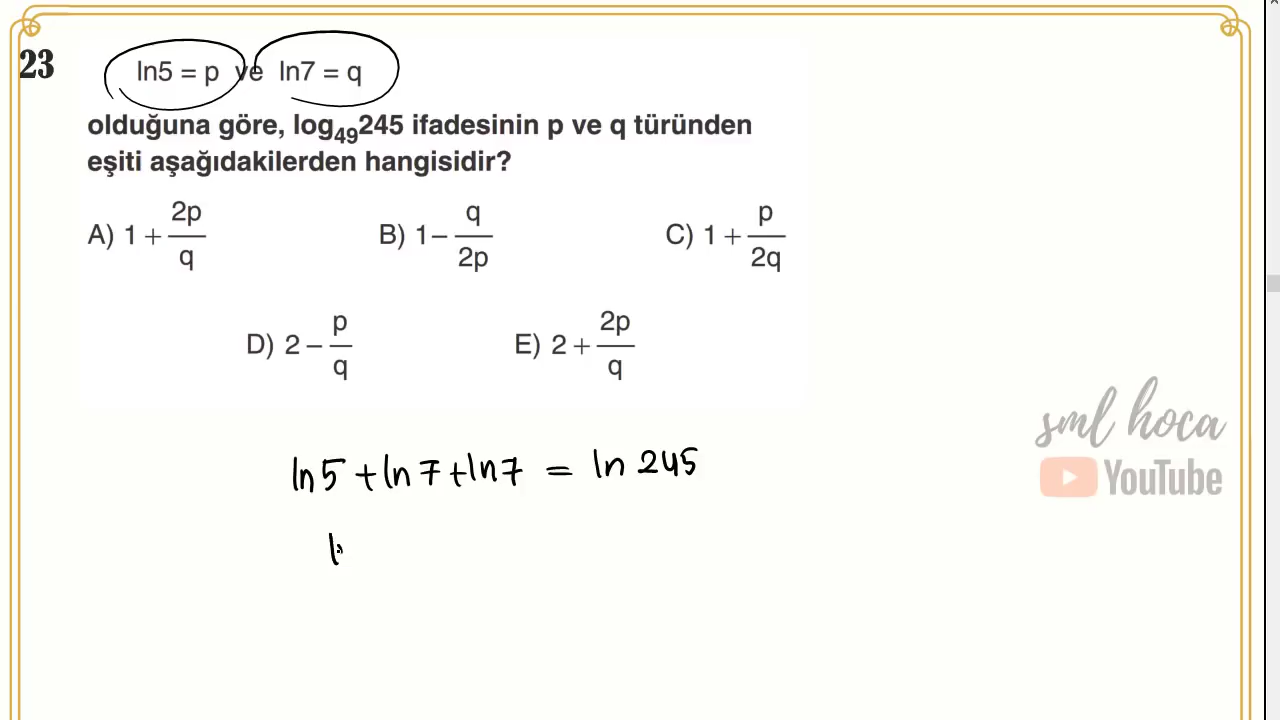 23
ln5 = p ve ln7 = q
olduğuna göre, log₄₉245 ifadesinin p ve q türünden
eşiti aşağıdakilerden hangisidir?
A) 1 + 2p/q
B) 1 − q/2p
C) 1 + p/2q
D) 2 − p/q
E) 2 + 2p/q
ln5 + ln7 + ln7 = ln 245
sml hoca
YouTube